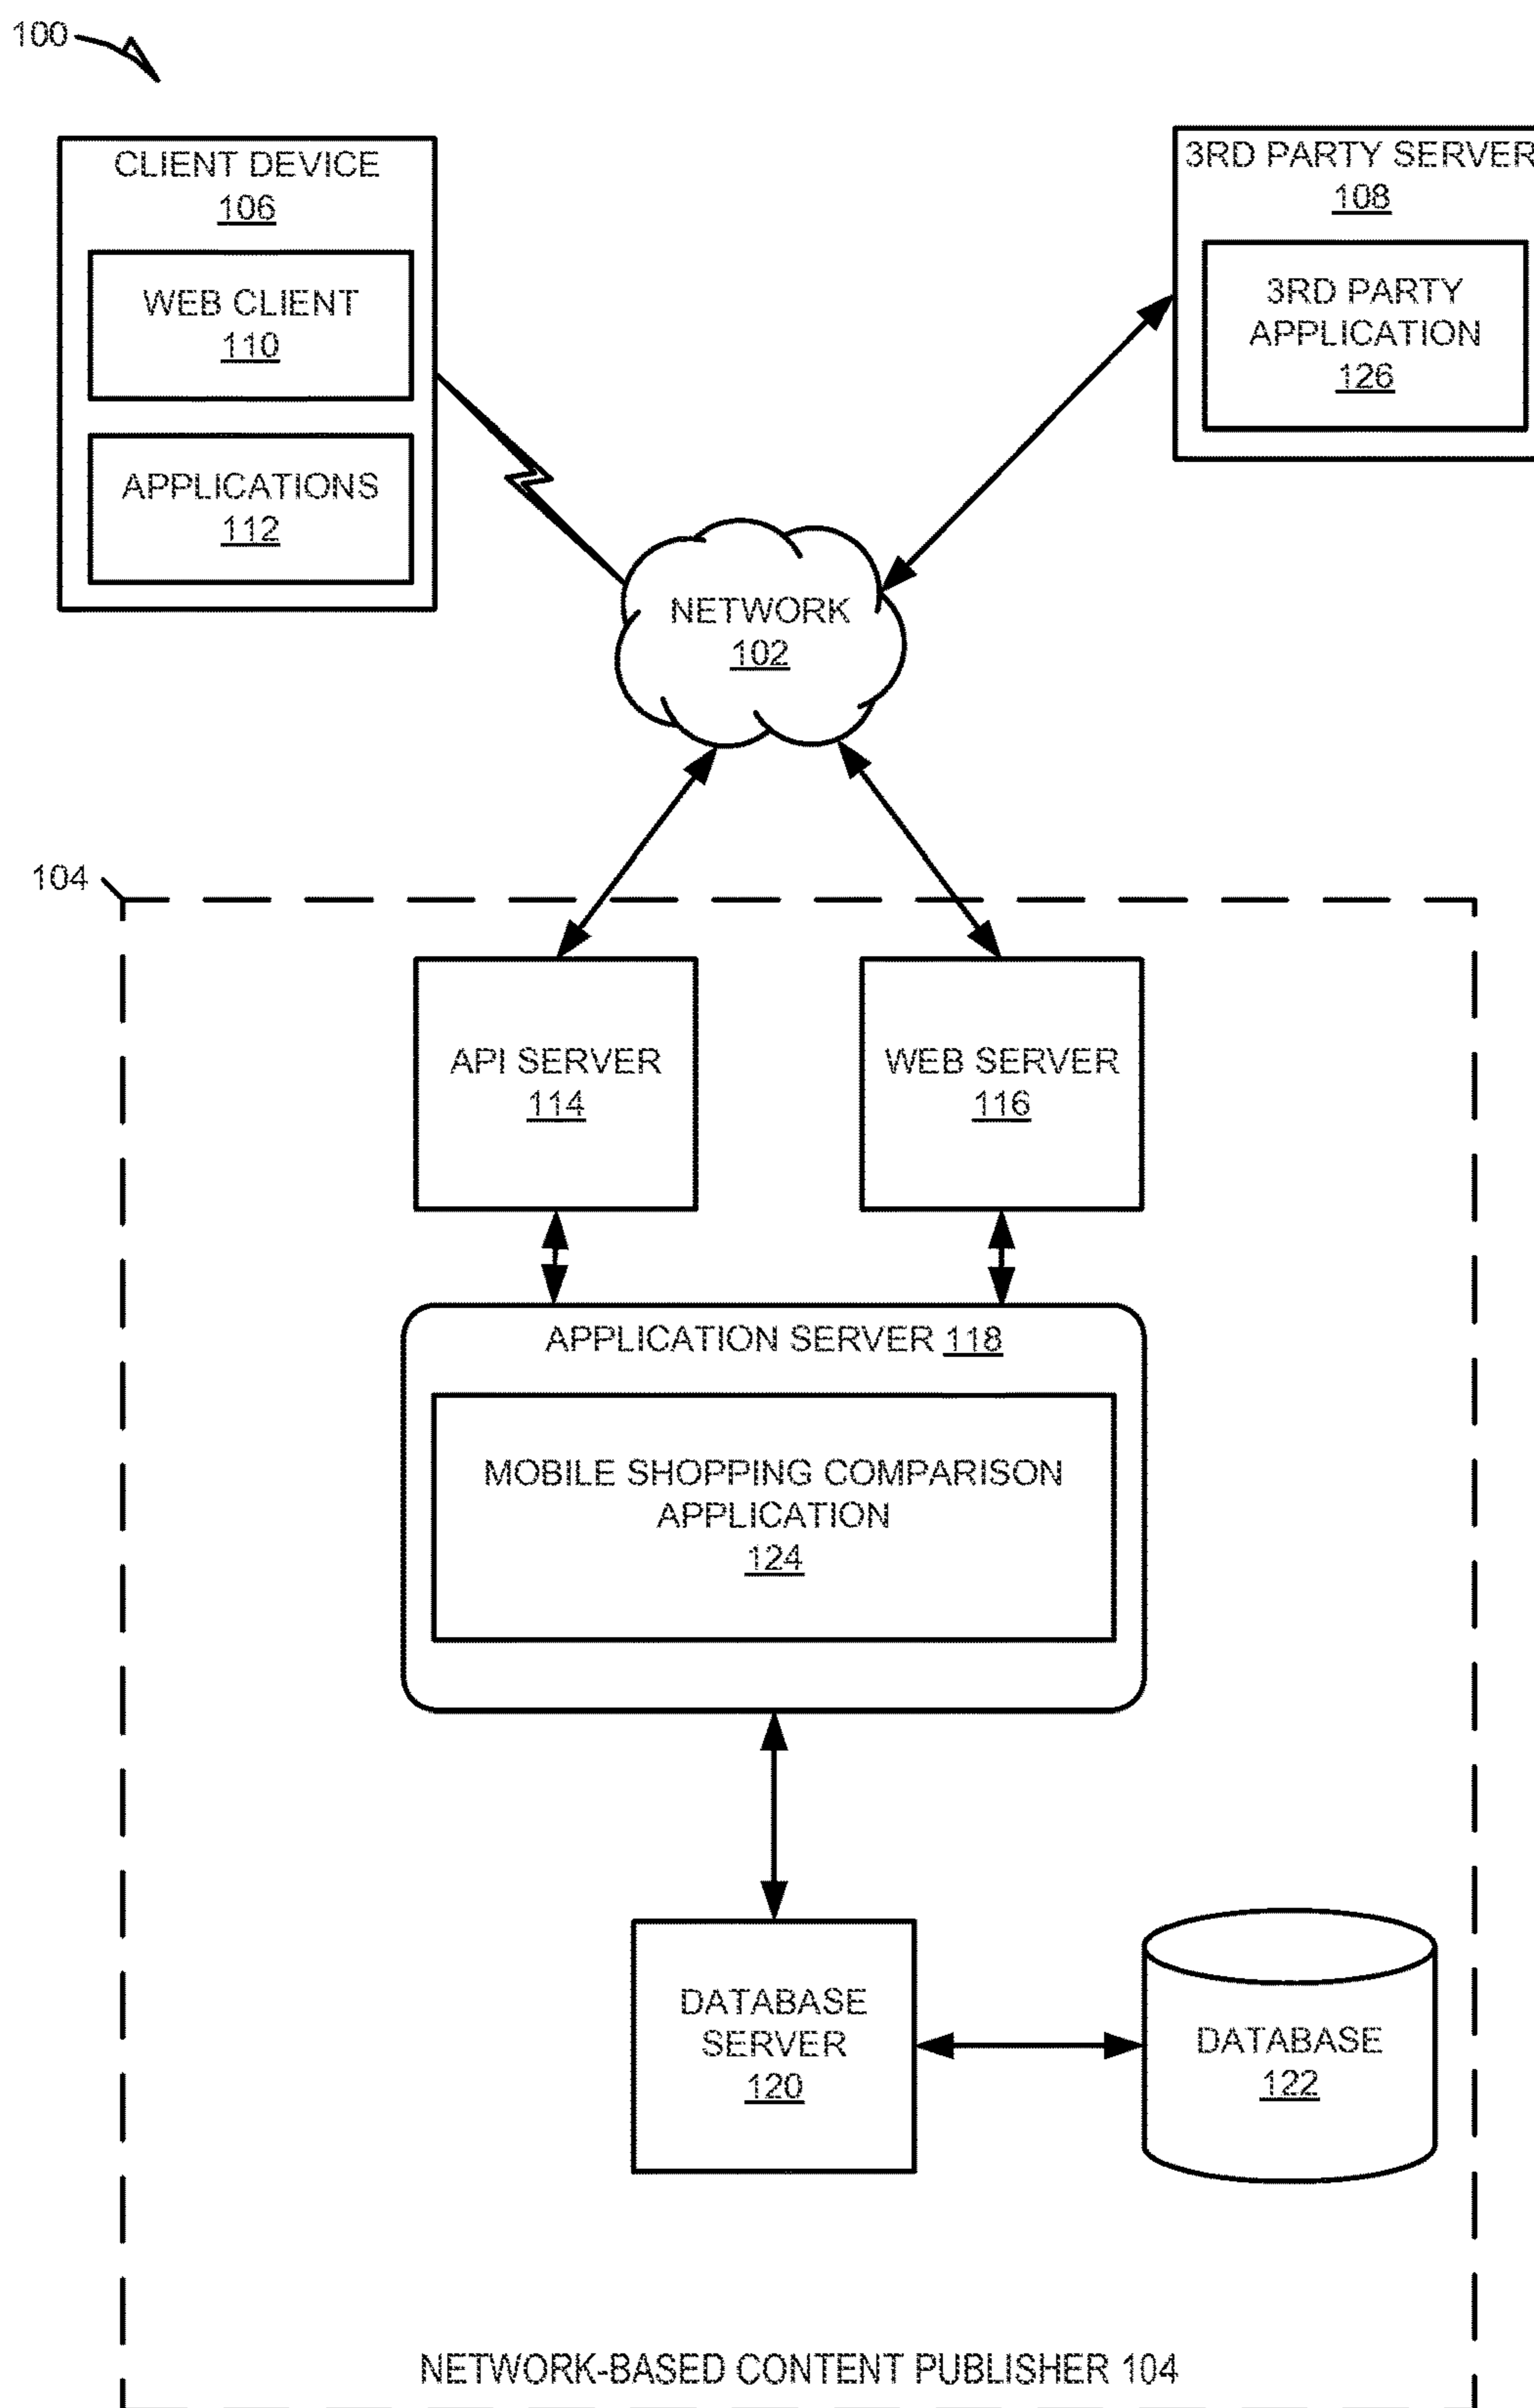 100
CLIENT DEVICE
106
WEB CLIENT
110
APPLICATIONS
112
3RD PARTY SERVER
108
3RD PARTY
APPLICATION
126
NETWORK
102
104
API SERVER
114
WEB SERVER
116
APPLICATION SERVER 118
MOBILE SHOPPING COMPARISON
APPLICATION
124
DATABASE
SERVER
120
DATABASE
122
NETWORK-BASED CONTENT PUBLISHER 104